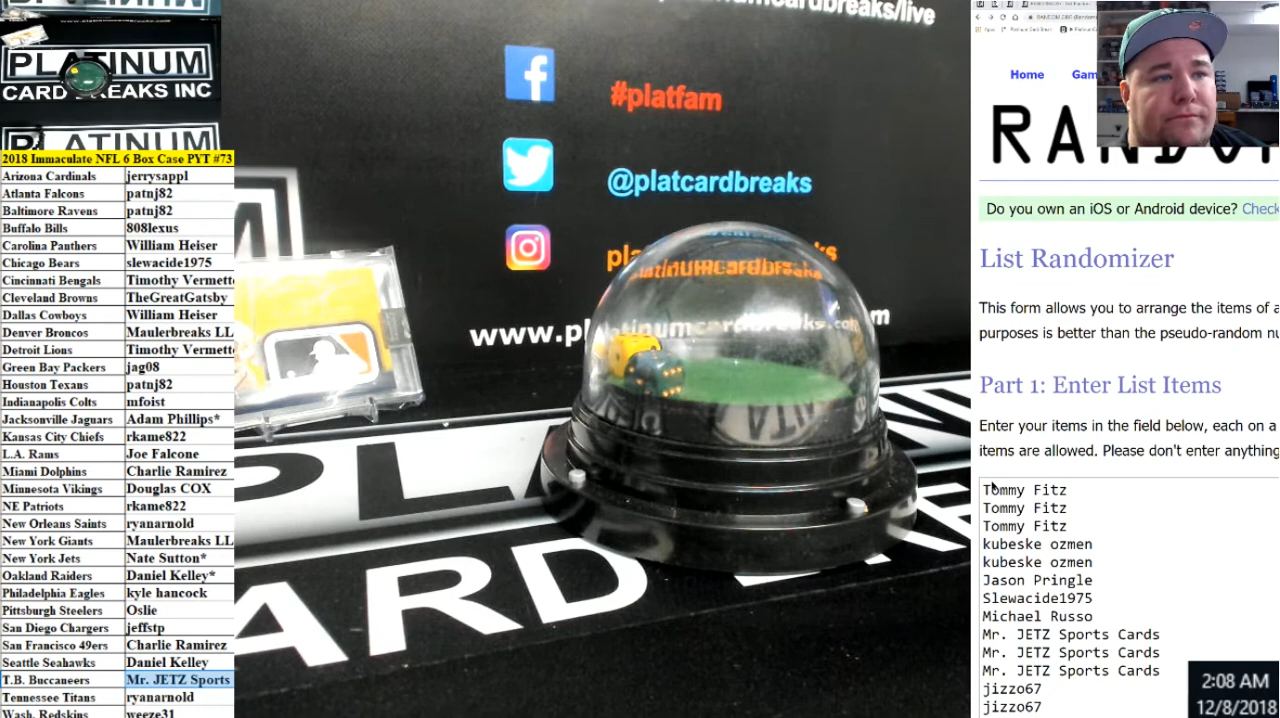 PLATINUM
CARD BREAKS INC
PLATINUM
2018 Immaculate NFL 6 Box Case PYT #73
Arizona Cardinals jerrysappl
Atlanta Falcons patnj82
Baltimore Ravens patnj82
Buffalo Bills 808lexus
Carolina Panthers William Heiser
Chicago Bears slewacide1975
Cincinnati Bengals Timothy Vermett
Cleveland Browns TheGreatGatsby
Dallas Cowboys William Heiser
Denver Broncos Maulerbreaks LL
Detroit Lions Timothy Vermett
Green Bay Packers jag08
Houston Texans patnj82
Indianapolis Colts mfoist
Jacksonville Jaguars Adam Phillips*
Kansas City Chiefs rkame822
L.A. Rams Joe Falcone
Miami Dolphins Charlie Ramirez
Minnesota Vikings Douglas COX
NE Patriots rkame822
New Orleans Saints ryanarnold
New York Giants Maulerbreaks LL
New York Jets Nate Sutton*
Oakland Raiders Daniel Kelley*
Philadelphia Eagles kyle hancock
Pittsburgh Steelers Oslie
San Diego Chargers jeffstp
San Francisco 49ers Charlie Ramirez
Seattle Seahawks Daniel Kelley
T.B. Buccaneers Mr. JETZ Sports
Tennessee Titans ryanarnold
Wash. Redskins weeze31
numcardbreaks/live
#platfam
@platcardbreaks
platinumcardbreaks
www.platinumcardbreaks.com
Home Gam
RANDOM
Do you own an iOS or Android device? Check
List Randomizer
This form allows you to arrange the items of a
purposes is better than the pseudo-random nu
Part 1: Enter List Items
Enter your items in the field below, each on a
items are allowed. Please don't enter anything
Tommy Fitz
Tommy Fitz
Tommy Fitz
kubeske ozmen
kubeske ozmen
Jason Pringle
Slewacide1975
Michael Russo
Mr. JETZ Sports Cards
Mr. JETZ Sports Cards
Mr. JETZ Sports Cards
jizzo67
jizzo67
2:08 AM
12/8/2018